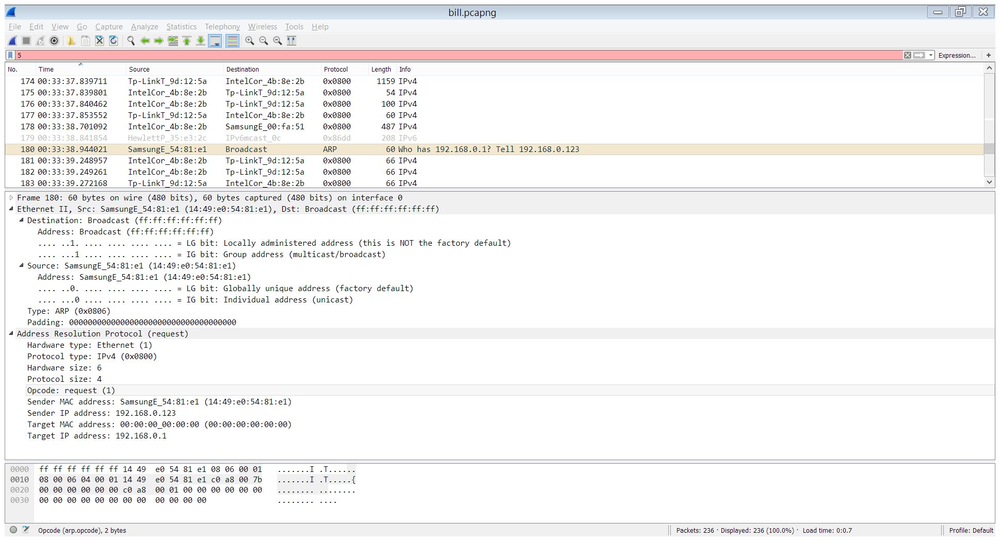 bill.pcapng
File Edit View Go Capture Analyze Statistics Telephony Wireless Tools Help
5 Expression... +
No. Time Source Destination Protocol Length Info
174 00:33:37.839711 Tp-LinkT_9d:12:5a IntelCor_4b:8e:2b 0x0800 1159 IPv4
175 00:33:37.839801 IntelCor_4b:8e:2b Tp-LinkT_9d:12:5a 0x0800 54 IPv4
176 00:33:37.840462 IntelCor_4b:8e:2b Tp-LinkT_9d:12:5a 0x0800 100 IPv4
177 00:33:37.853552 Tp-LinkT_9d:12:5a IntelCor_4b:8e:2b 0x0800 60 IPv4
178 00:33:38.701092 IntelCor_4b:8e:2b SamsungE_00:fa:51 0x0800 487 IPv4
179 00:33:38.841854 HewlettP_35:e3:2c IPv6mcast_0c 0x86dd 208 IPv6
180 00:33:38.944021 SamsungE_54:81:e1 Broadcast ARP 60 Who has 192.168.0.1? Tell 192.168.0.123
181 00:33:39.248957 IntelCor_4b:8e:2b Tp-LinkT_9d:12:5a 0x0800 66 IPv4
182 00:33:39.249261 IntelCor_4b:8e:2b Tp-LinkT_9d:12:5a 0x0800 66 IPv4
183 00:33:39.272168 Tp-LinkT_9d:12:5a IntelCor_4b:8e:2b 0x0800 66 IPv4
Frame 180: 60 bytes on wire (480 bits), 60 bytes captured (480 bits) on interface 0
Ethernet II, Src: SamsungE_54:81:e1 (14:49:e0:54:81:e1), Dst: Broadcast (ff:ff:ff:ff:ff:ff)
Destination: Broadcast (ff:ff:ff:ff:ff:ff)
Address: Broadcast (ff:ff:ff:ff:ff:ff)
.... ..1. .... .... .... .... = LG bit: Locally administered address (this is NOT the factory default)
.... ...1 .... .... .... .... = IG bit: Group address (multicast/broadcast)
Source: SamsungE_54:81:e1 (14:49:e0:54:81:e1)
Address: SamsungE_54:81:e1 (14:49:e0:54:81:e1)
.... ..0. .... .... .... .... = LG bit: Globally unique address (factory default)
.... ...0 .... .... .... .... = IG bit: Individual address (unicast)
Type: ARP (0x0806)
Padding: 000000000000000000000000000000000000
Address Resolution Protocol (request)
Hardware type: Ethernet (1)
Protocol type: IPv4 (0x0800)
Hardware size: 6
Protocol size: 4
Opcode: request (1)
Sender MAC address: SamsungE_54:81:e1 (14:49:e0:54:81:e1)
Sender IP address: 192.168.0.123
Target MAC address: 00:00:00_00:00:00 (00:00:00:00:00:00)
Target IP address: 192.168.0.1
0000 ff ff ff ff ff ff 14 49 e0 54 81 e1 08 06 00 01 .......I .T......
0010 08 00 06 04 00 01 14 49 e0 54 81 e1 c0 a8 00 7b .......I .T.....{
0020 00 00 00 00 00 00 c0 a8 00 01 00 00 00 00 00 00 ........ ........
0030 00 00 00 00 00 00 00 00 00 00 00 00 ........ ....
Opcode (arp.opcode), 2 bytes Packets: 236 · Displayed: 236 (100.0%) · Load time: 0:0.7 Profile: Default